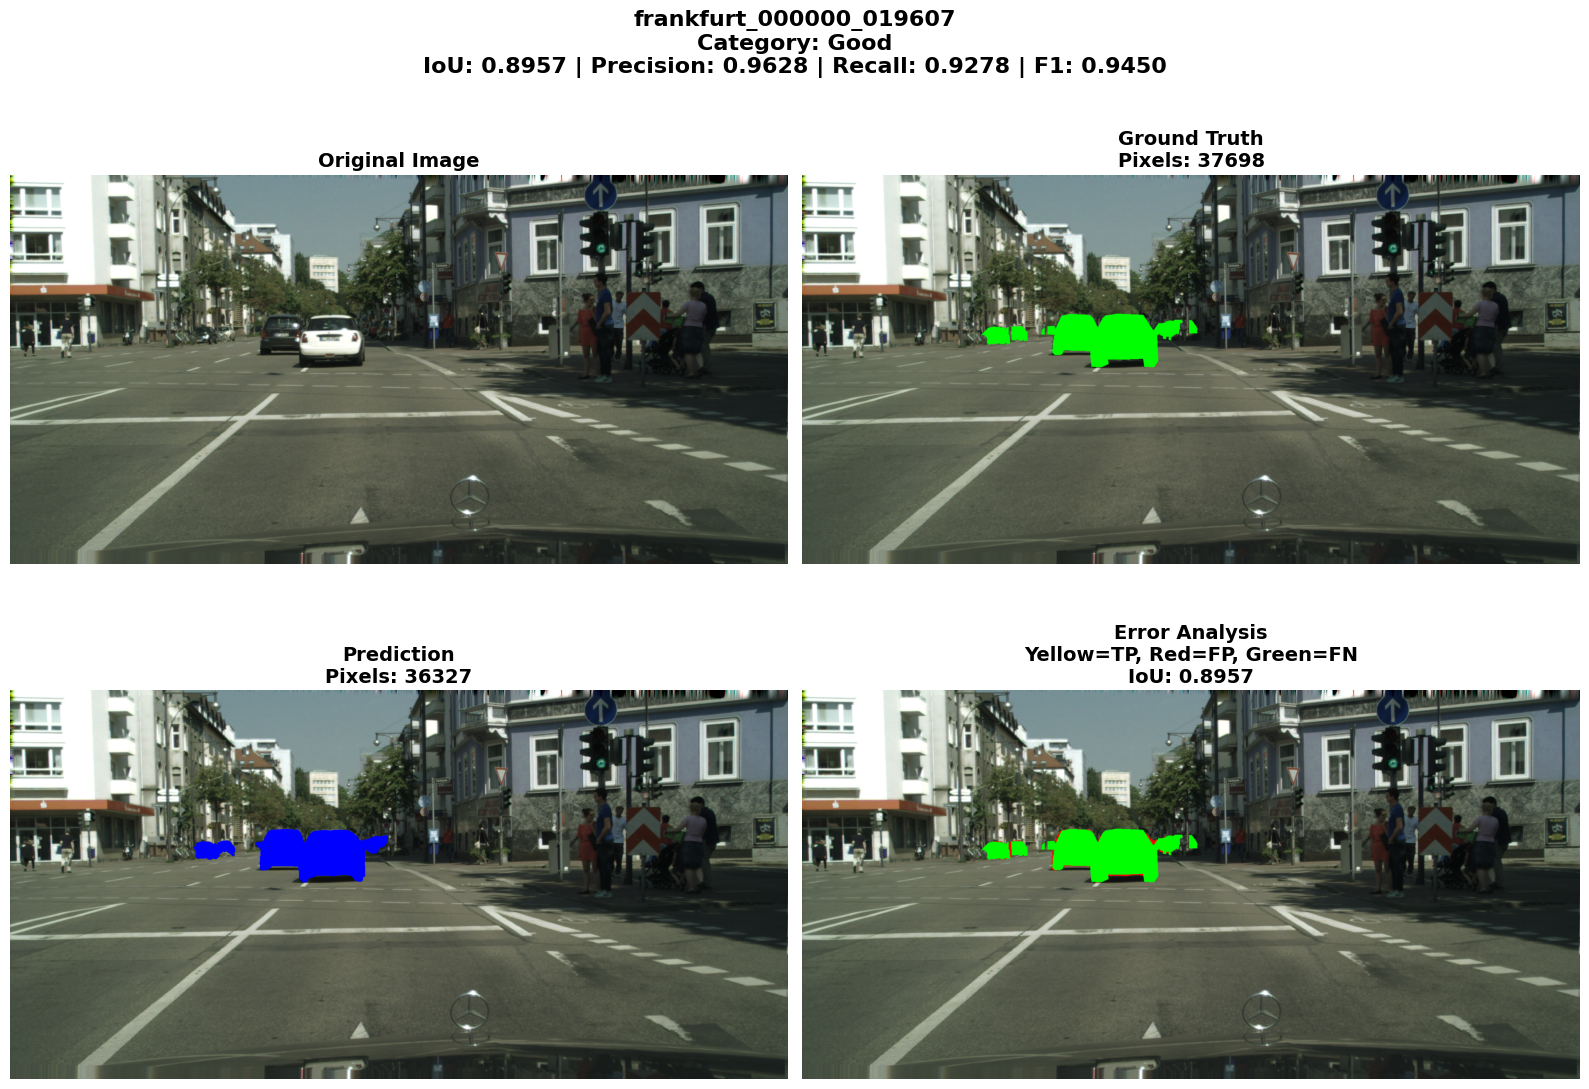 frankfurt_000000_019607
Category: Good
IoU: 0.8957 | Precision: 0.9628 | Recall: 0.9278 | F1: 0.9450
Original Image
Ground Truth
Pixels: 37698
Prediction
Pixels: 36327
Error Analysis
Yellow=TP, Red=FP, Green=FN
IoU: 0.8957